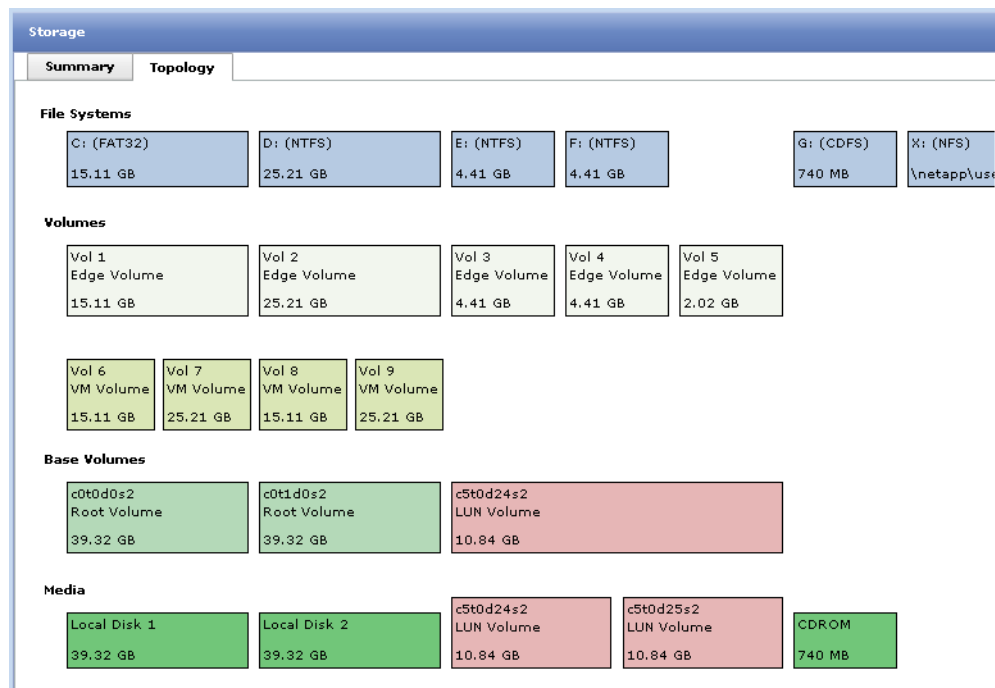 Storage
Summary Topology
File Systems
C: (FAT32) D: (NTFS) E: (NTFS) F: (NTFS) G: (CDFS) X: (NFS)
15.11 GB 25.21 GB 4.41 GB 4.41 GB 740 MB \netapp\use
Volumes
Vol 1 Vol 2 Vol 3 Vol 4 Vol 5
Edge Volume Edge Volume Edge Volume Edge Volume Edge Volume
15.11 GB 25.21 GB 4.41 GB 4.41 GB 2.02 GB
Vol 6 Vol 7 Vol 8 Vol 9
VM Volume VM Volume VM Volume VM Volume
15.11 GB 25.21 GB 15.11 GB 25.21 GB
Base Volumes
c0t0d0s2 c0t1d0s2 c5t0d24s2
Root Volume Root Volume LUN Volume
39.32 GB 39.32 GB 10.84 GB
Media
c5t0d24s2 c5t0d25s2
Local Disk 1 Local Disk 2 LUN Volume LUN Volume CDROM
39.32 GB 39.32 GB 10.84 GB 10.84 GB 740 MB